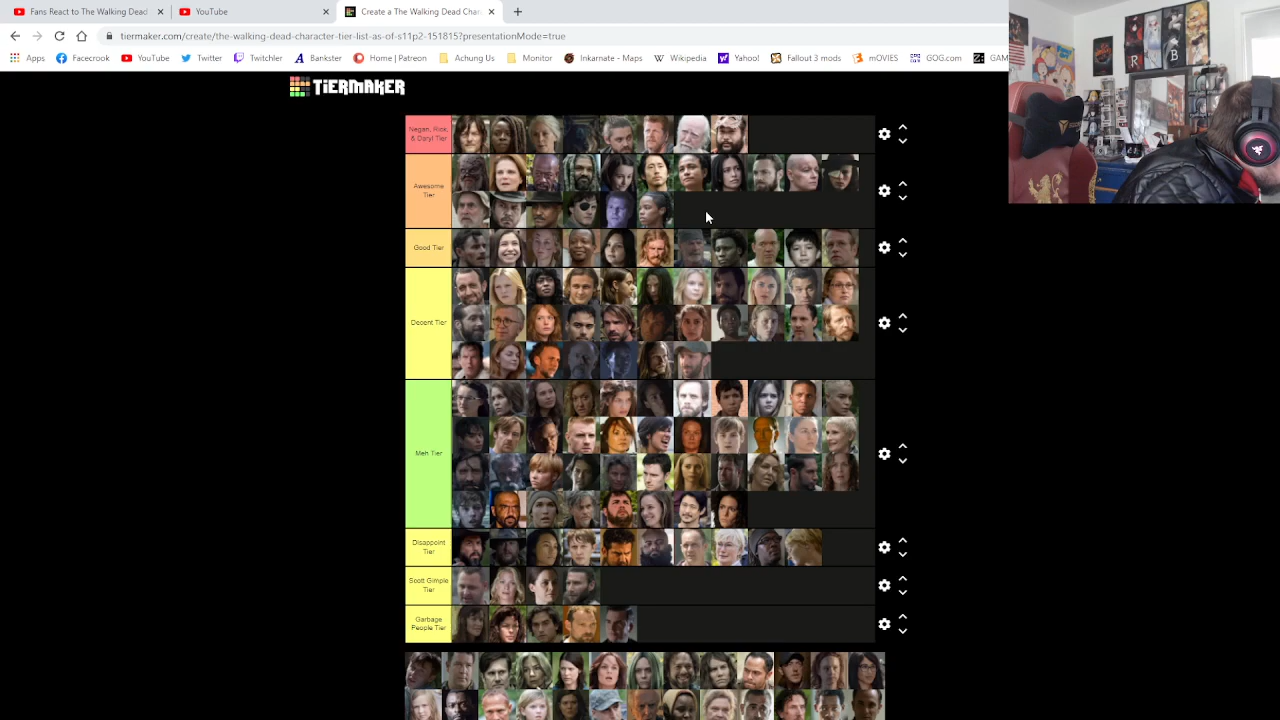 Fans React to The Walking Dead
YouTube
Create a The Walking Dead Char
tiermaker.com/create/the-walking-dead-character-tier-list-as-of-s11p2-151815?presentationMode=true
Apps
Facecrook
YouTube
Twitter
Twitchler
Bankster
Home | Patreon
Achung Us
Monitor
Inkarnate - Maps
Wikipedia
Yahoo!
Fallout 3 mods
mOVIES
GOG.com
GAM
TiERMAKER
Negan, Rick,
& Daryl Tier
Awesome
Tier
Good Tier
Decent Tier
Meh Tier
Disappoint
Tier
Scott Gimple
Tier
Garbage
People Tier
R
B